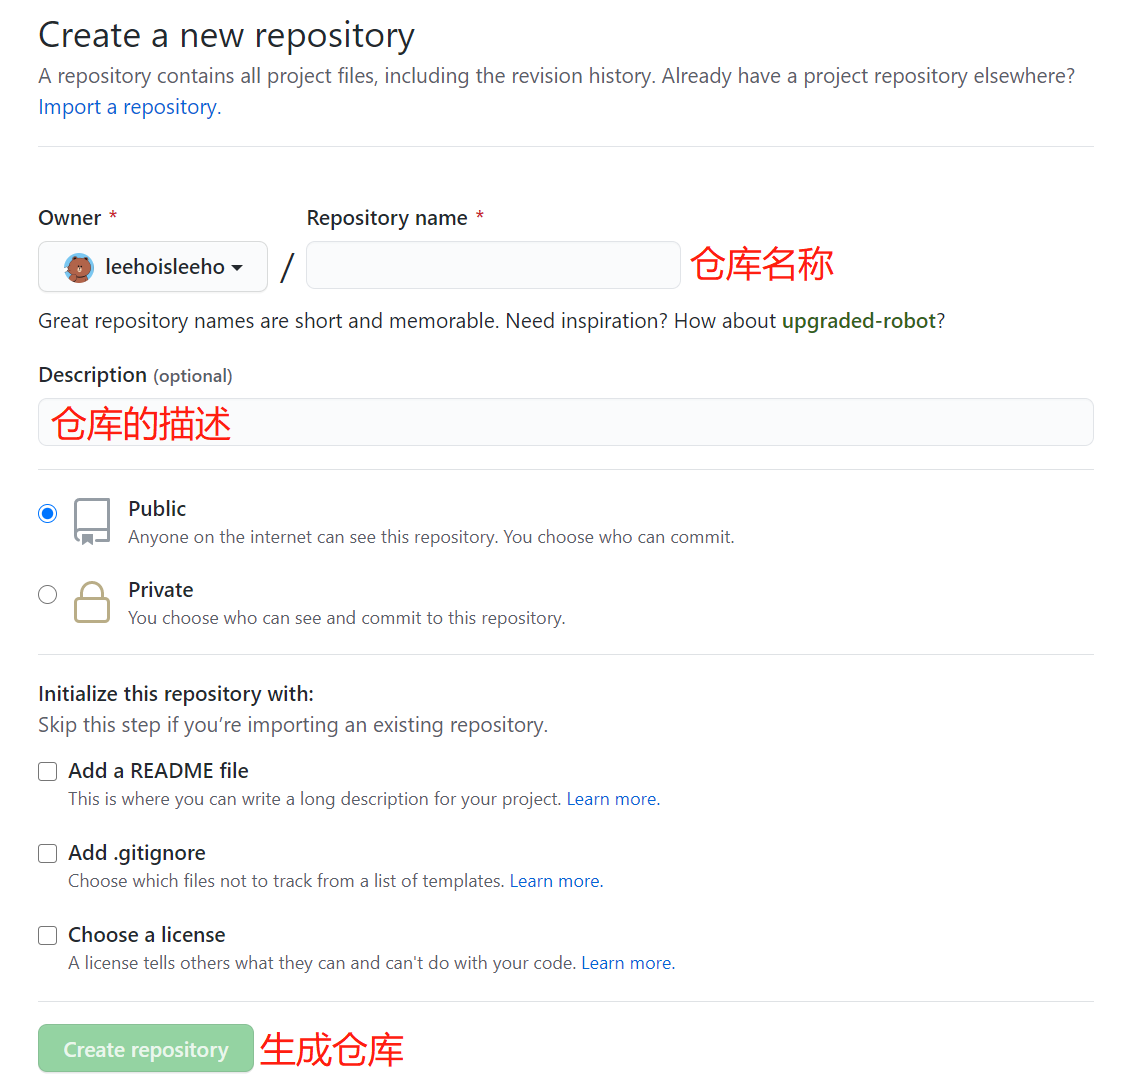 Create a new repository
A repository contains all project files, including the revision history. Already have a project repository elsewhere?
Import a repository.
Owner *
Repository name *
leehoisleeho
/
仓库名称
Great repository names are short and memorable. Need inspiration? How about upgraded-robot?
Description (optional)
仓库的描述
Public
Anyone on the internet can see this repository. You choose who can commit.
Private
You choose who can see and commit to this repository.
Initialize this repository with:
Skip this step if you’re importing an existing repository.
Add a README file
This is where you can write a long description for your project. Learn more.
Add .gitignore
Choose which files not to track from a list of templates. Learn more.
Choose a license
A license tells others what they can and can't do with your code. Learn more.
Create repository 生成仓库